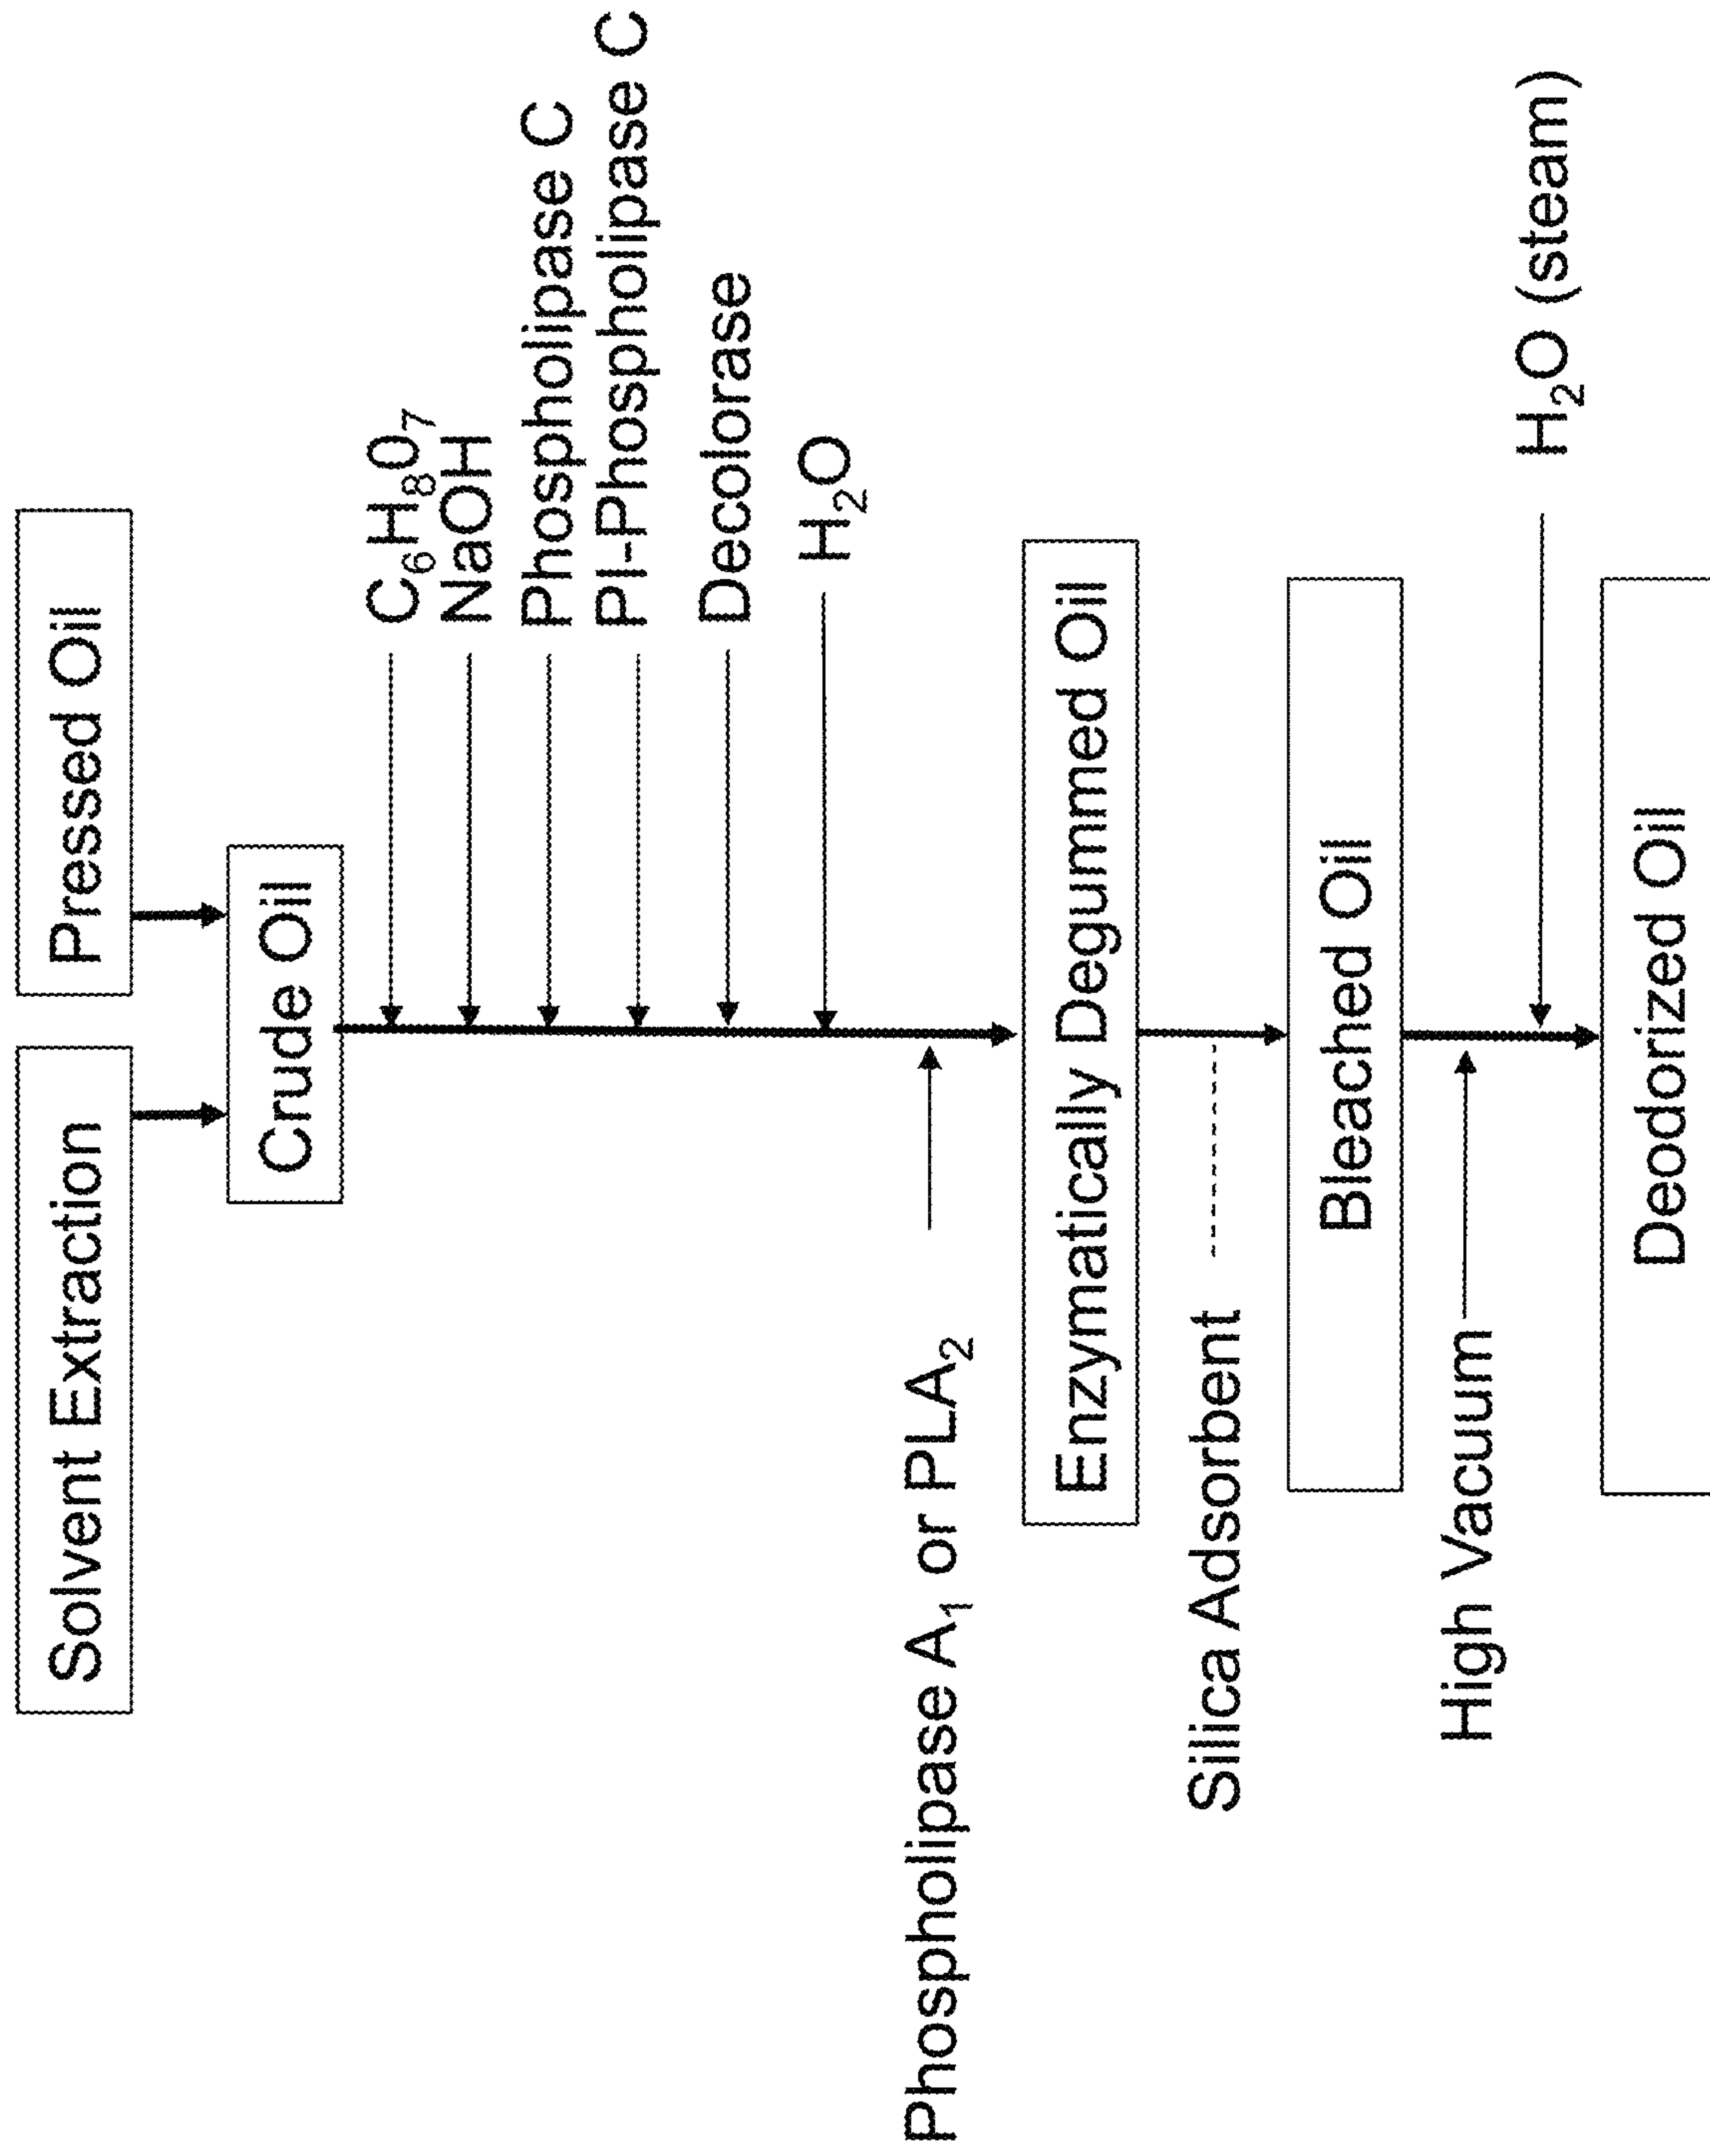 Solvent Extraction
Pressed Oil
Crude Oil
C₆H₈O₇
NaOH
Phospholipase C
PI-Phospholipase C
Decolorase
H₂O
Phospholipase A₁ or PLA₂
Enzymatically Degummed Oil
Silica Adsorbent
Bleached Oil
High Vacuum
H₂O (steam)
Deodorized Oil